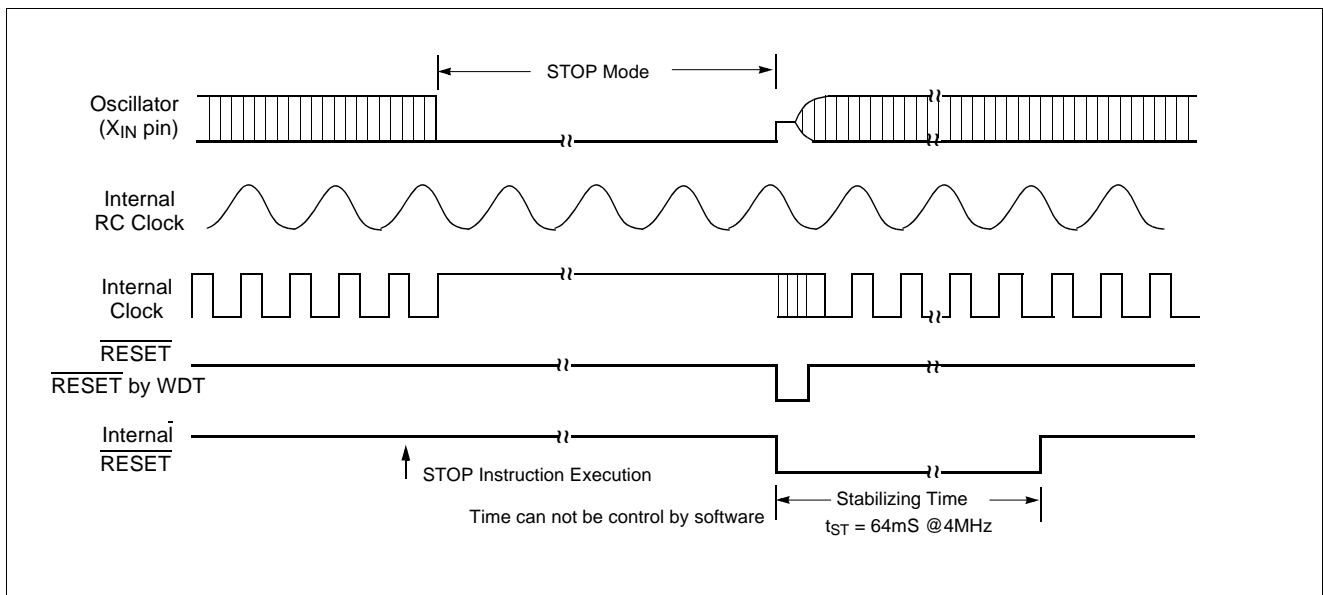 STOP Mode
Oscillator
(XIN pin)
Internal
RC Clock
Internal
Clock
RESET
RESET by WDT
Internal
RESET
STOP Instruction Execution
Time can not be control by software
Stabilizing Time
tST = 64mS @4MHz